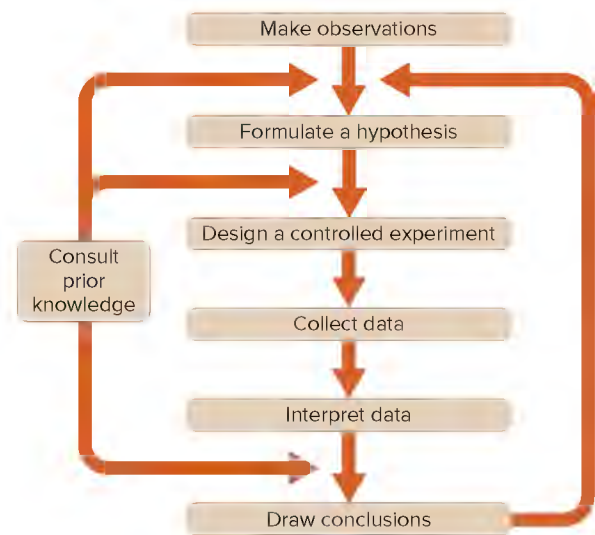 Make observations
Formulate a hypothesis
Design a controlled experiment
Consult
prior
knowledge
Collect data
Interpret data
Draw conclusions